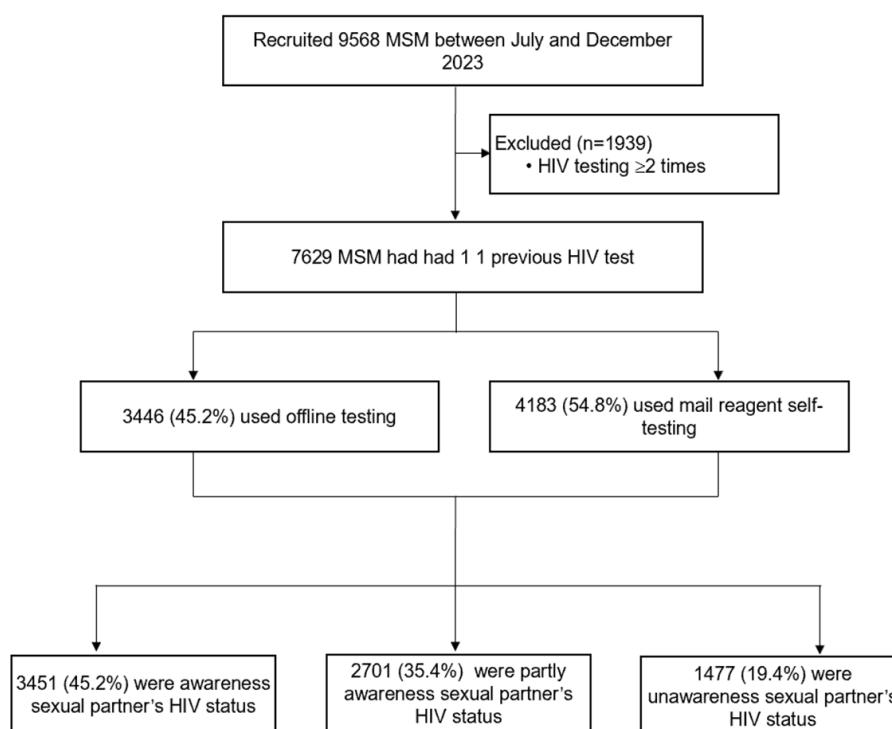 Recruited 9568 MSM between July and December
2023
Excluded (n=1939)
• HIV testing ≥2 times
7629 MSM had had 1 1 previous HIV test
3446 (45.2%) used offline testing
4183 (54.8%) used mail reagent self-
testing
3451 (45.2%) were awareness
sexual partner's HIV status
2701 (35.4%) were partly
awareness sexual partner's
HIV status
1477 (19.4%) were
unawareness sexual partner's
HIV status